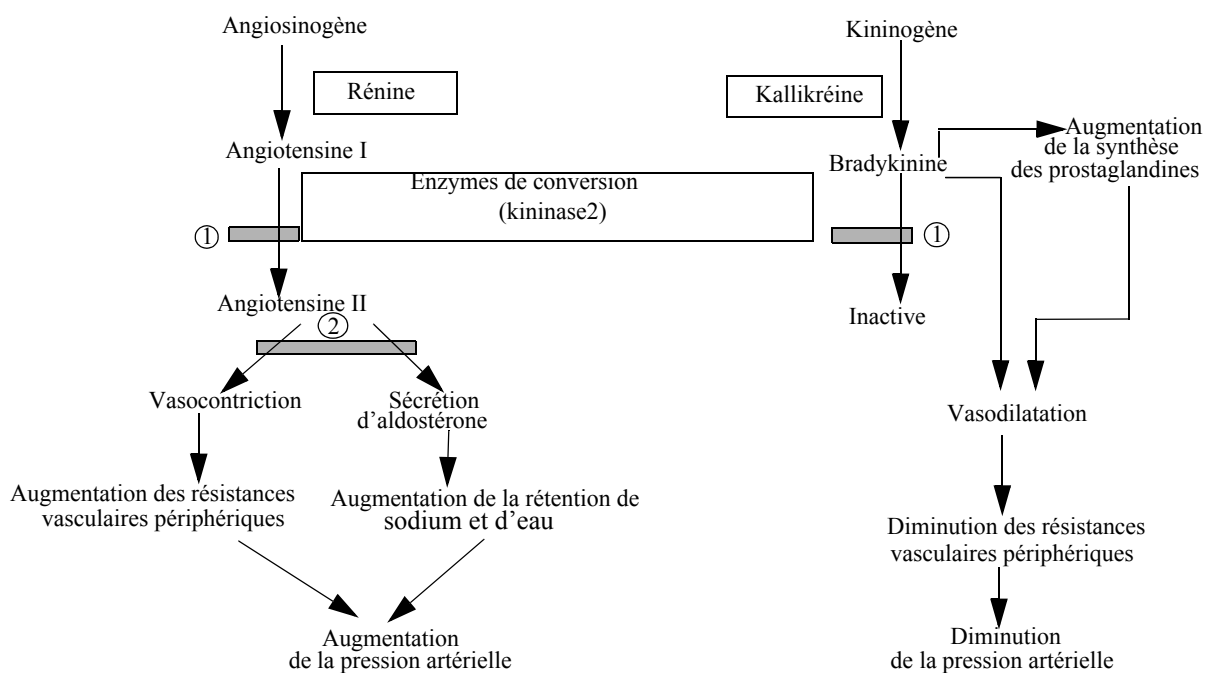 Angiosinogène
Kininogène
Rénine
Kallikréine
Angiotensine I
Bradykinine
Augmentation
de la synthèse
des prostaglandines
Enzymes de conversion
(kininase2)
1
1
Angiotensine II
Inactive
2
Vasocontriction
Sécrétion
d'aldostérone
Vasodilatation
Augmentation des résistances
vasculaires périphériques
Augmentation de la rétention de
sodium et d'eau
Diminution des résistances
vasculaires périphériques
Augmentation
de la pression artérielle
Diminution
de la pression artérielle